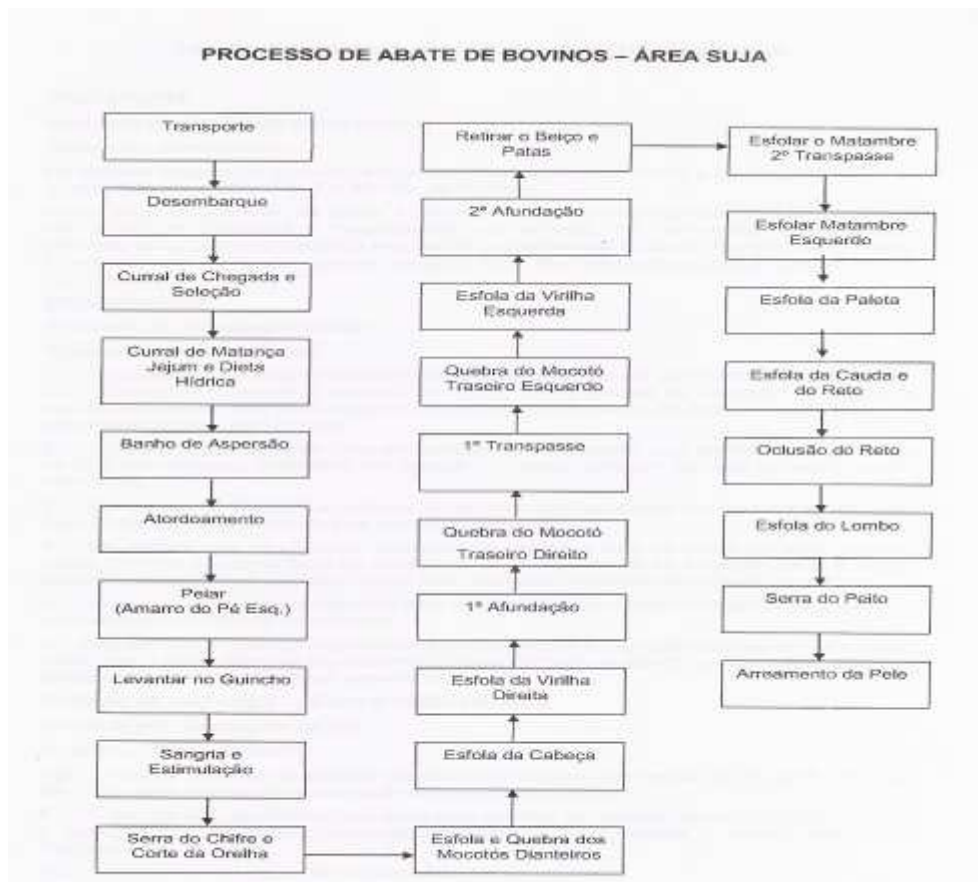 PROCESSO DE ABATE DE BOVINOS – ÁREA SUJA
Transporte
Desembarque
Curral de Chegada e
Seleção
Curral de Matança
Jejum e Dieta
Hídrica
Banho de Aspersão
Atordoamento
Peiar
(Amarro do Pé Esq.)
Levantar no Guincho
Sangria e
Estimulação
Serra do Chifre e
Corte da Orelha
Esfola e Quebra dos
Mocotós Dianteiros
Esfola da Cabeça
Esfola da Virilha
Direita
1ª Afundação
Quebra do Mocotó
Traseiro Direito
1º Transpasse
Quebra do Mocotó
Traseiro Esquerdo
Esfola da Virilha
Esquerda
2ª Afundação
Retirar o Beiço e
Patas
Esfolar o Matambre
2º Transpasse
Esfolar Matambre
Esquerdo
Esfola da Paleta
Esfola da Cauda e
do Reto
Oclusão do Reto
Esfola do Lombo
Serra do Peito
Arreamento da Pele